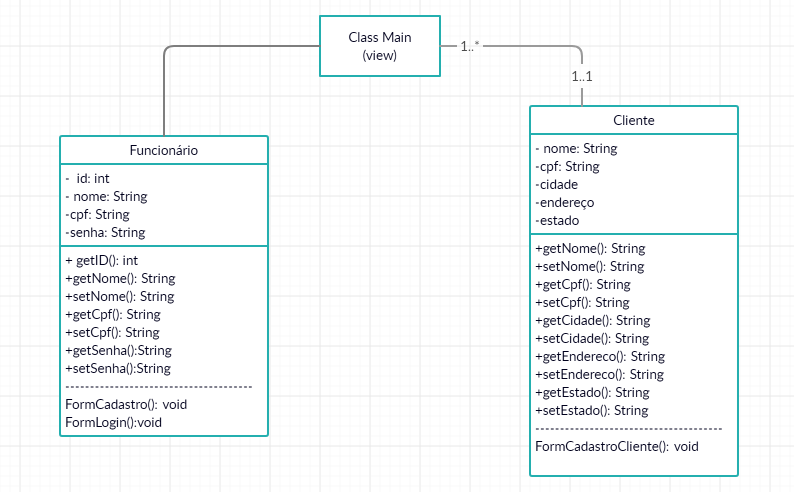 Class Main
(view)
1..*
1..1
Funcionário
- id: int
- nome: String
-cpf: String
-senha: String
+ getID(): int
+getNome(): String
+setNome(): String
+getCpf(): String
+setCpf(): String
+getSenha():String
+setSenha():String
FormCadastro(): void
FormLogin():void
Cliente
- nome: String
-cpf: String
-cidade
-endereço
-estado
+getNome(): String
+setNome(): String
+getCpf(): String
+setCpf(): String
+getCidade(): String
+setCidade(): String
+getEndereco(): String
+setEndereco(): String
+getEstado(): String
+setEstado(): String
FormCadastroCliente(): void